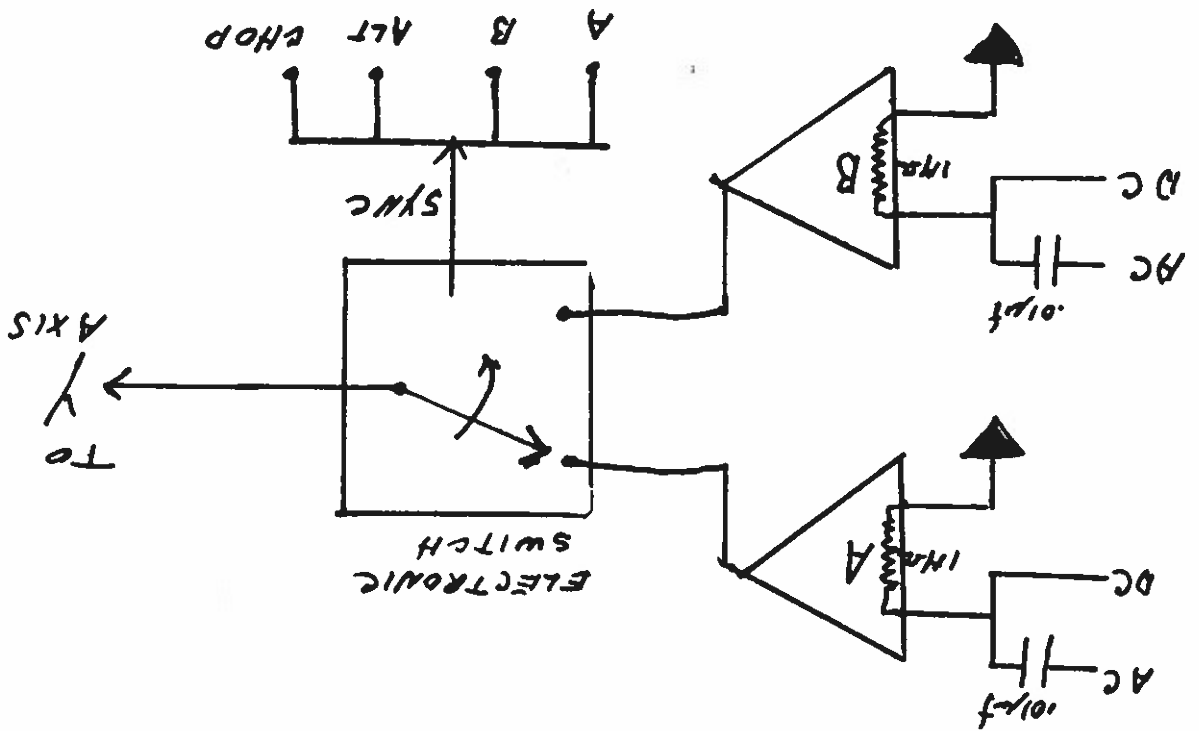 .01µf
AC
DC
1MΩ
A
ELECTRONIC
SWITCH
TO
Y
AXIS
.01µf
AC
DC
1MΩ
B
SYNC
A B ALT CHOP